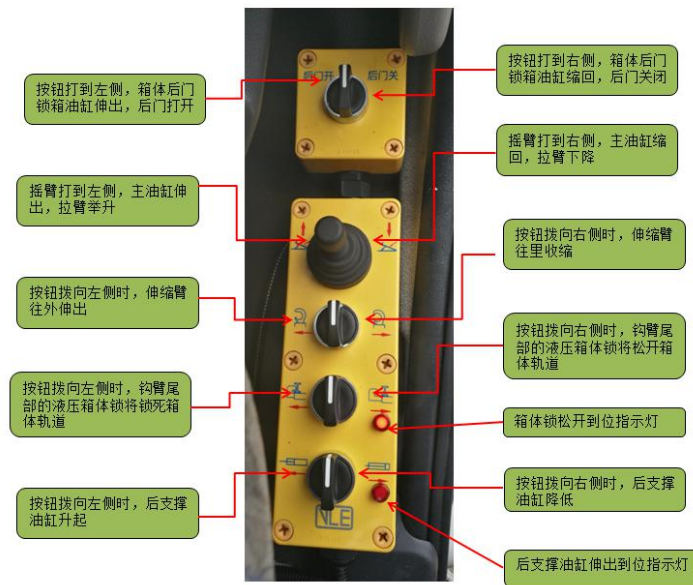 按钮打到左侧，箱体后门
锁箱油缸伸出，后门打开
按钮打到右侧，箱体后门
锁箱油缸缩回，后门关闭
后门开
后门关
摇臂打到右侧，主油缸缩
回，拉臂下降
摇臂打到左侧，主油缸伸
出，拉臂举升
按钮拨向右侧时，伸缩臂
往里收缩
按钮拨向左侧时，伸缩臂
往外伸出
按钮拨向右侧时，钩臂尾
部的液压箱体锁将松开箱
体轨道
按钮拨向左侧时，钩臂尾
部的液压箱体锁将锁死箱
体轨道
箱体锁松开到位指示灯
按钮拨向右侧时，后支撑
油缸降低
按钮拨向左侧时，后支撑
油缸升起
NLE
后支撑油缸伸出到位指示灯